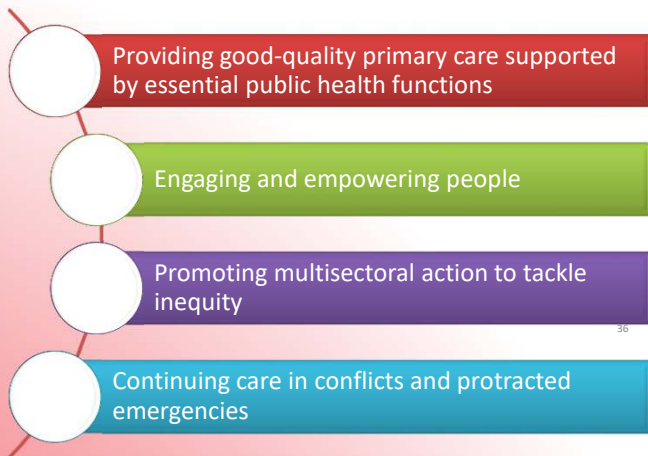 Providing good-quality primary care supported
by essential public health functions
Engaging and empowering people
Promoting multisectoral action to tackle
inequity
36
Continuing care in conflicts and protracted
emergencies